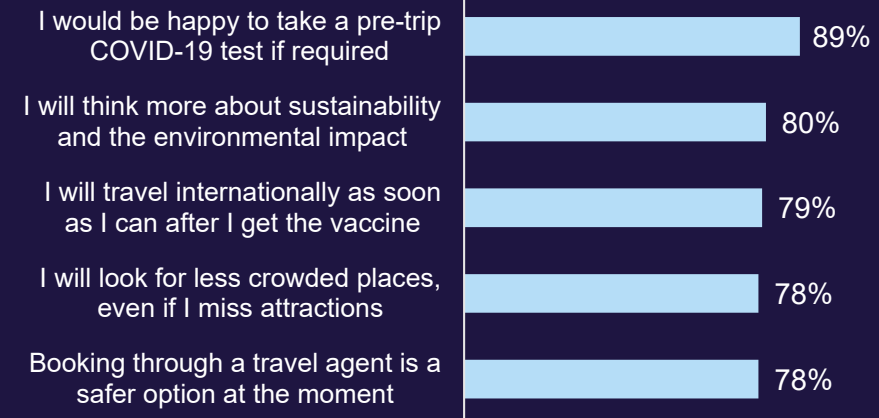 I would be happy to take a pre-trip
COVID-19 test if required
89%
I will think more about sustainability
and the environmental impact
80%
I will travel internationally as soon
as I can after I get the vaccine
79%
I will look for less crowded places,
even if I miss attractions
78%
Booking through a travel agent is a
safer option at the moment
78%